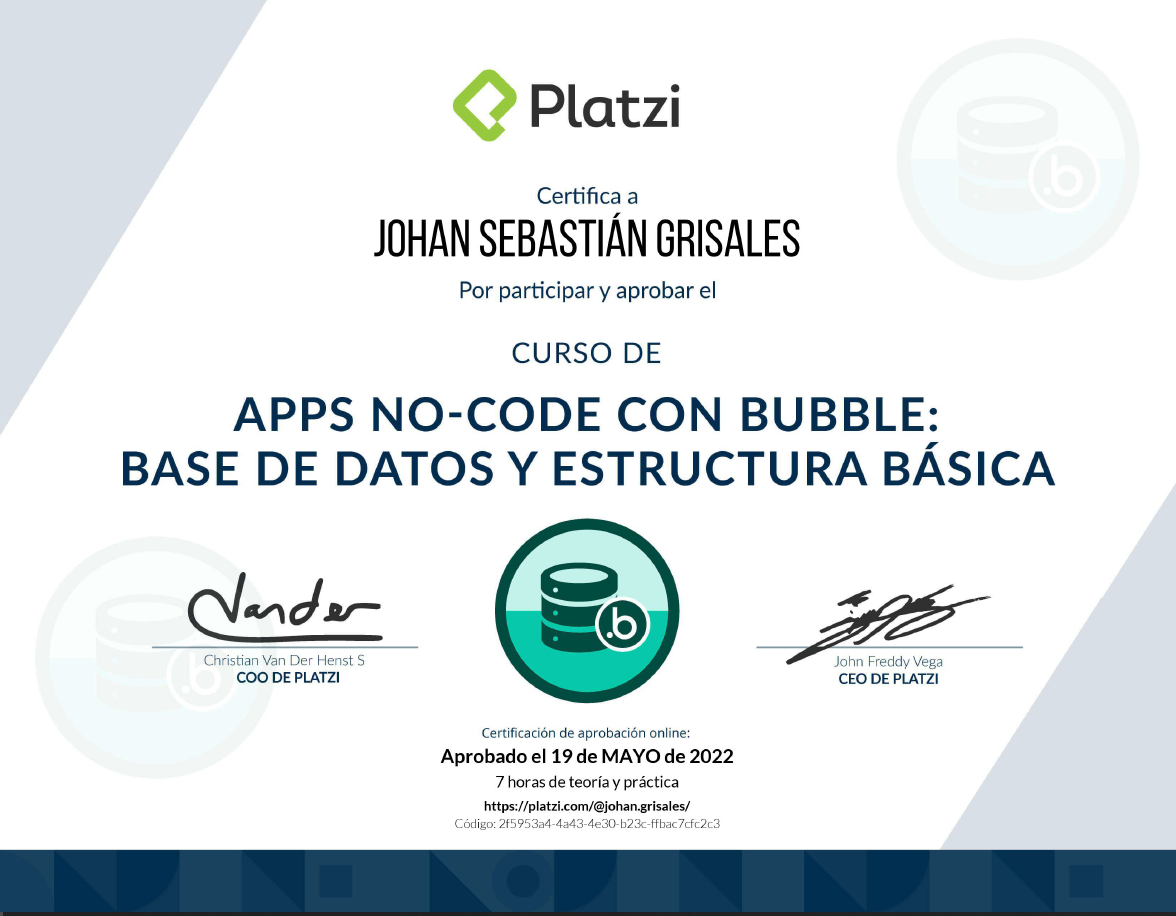 Platzi
Certifica a
JOHAN SEBASTIÁN GRISALES
Por participar y aprobar el
CURSO DE
APPS NO-CODE CON BUBBLE:
BASE DE DATOS Y ESTRUCTURA BÁSICA
.b
Vander
Christian Van Der Henst S
COO DE PLATZI
John Freddy Vega
CEO DE PLATZI
Certificación de aprobación online:
Aprobado el 19 de MAYO de 2022
7 horas de teoría y práctica
https://platzi.com/@johan.grisales/
Código: 2f5953a4-4a43-4e30-b23c-ffbac7cfc2c3